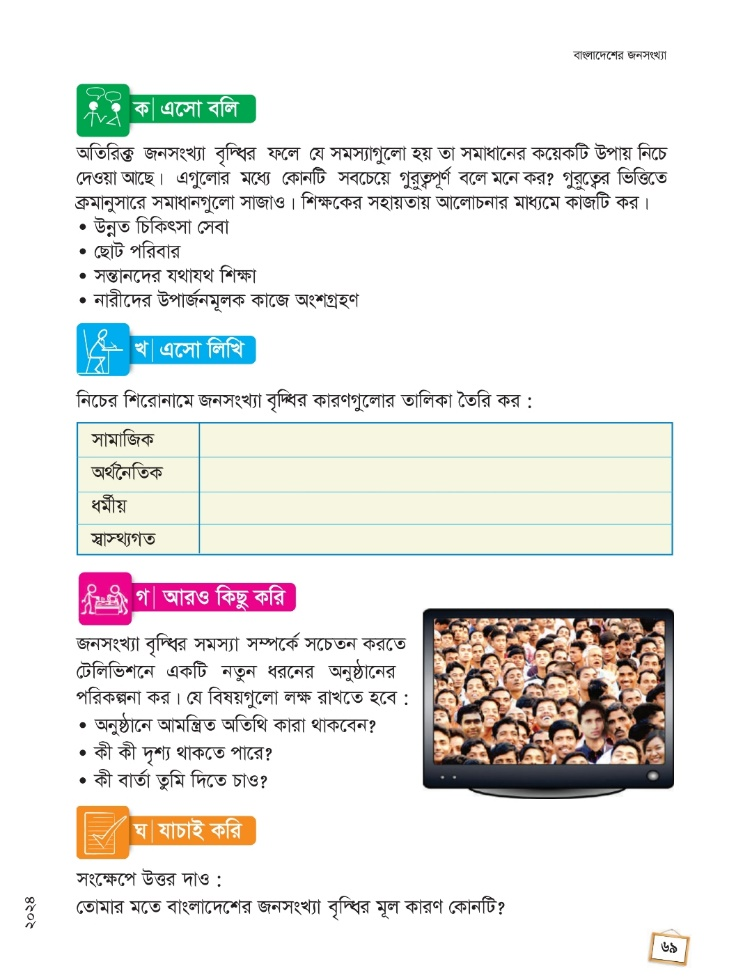 বাংলাদেশের জনসংখ্যা
ক| এসো বলি
অতিরিক্ত জনসংখ্যা বৃদ্ধির ফলে যে সমস্যাগুলো হয় তা সমাধানের কয়েকটি উপায় নিচে
দেওয়া আছে। এগুলোর মধ্যে কোনটি সবচেয়ে গুরুত্বপূর্ণ বলে মনে কর? গুরুত্বের ভিত্তিতে
ক্রমানুসারে সমাধানগুলো সাজাও। শিক্ষকের সহায়তায় আলোচনার মাধ্যমে কাজটি কর।
• উন্নত চিকিৎসা সেবা
• ছোট পরিবার
• সন্তানদের যথাযথ শিক্ষা
• নারীদের উপার্জনমূলক কাজে অংশগ্রহণ
খ| এসো লিখি
নিচের শিরোনামে জনসংখ্যা বৃদ্ধির কারণগুলোর তালিকা তৈরি কর :
সামাজিক
অর্থনৈতিক
ধর্মীয়
স্বাস্থ্যগত
গ| আরও কিছু করি
জনসংখ্যা বৃদ্ধির সমস্যা সম্পর্কে সচেতন করতে
টেলিভিশনে একটি নতুন ধরনের অনুষ্ঠানের
পরিকল্পনা কর। যে বিষয়গুলো লক্ষ রাখতে হবে :
• অনুষ্ঠানে আমন্ত্রিত অতিথি কারা থাকবেন?
• কী কী দৃশ্য থাকতে পারে?
• কী বার্তা তুমি দিতে চাও?
ঘ| যাচাই করি
সংক্ষেপে উত্তর দাও :
তোমার মতে বাংলাদেশের জনসংখ্যা বৃদ্ধির মূল কারণ কোনটি?
২০২৪
৬৯